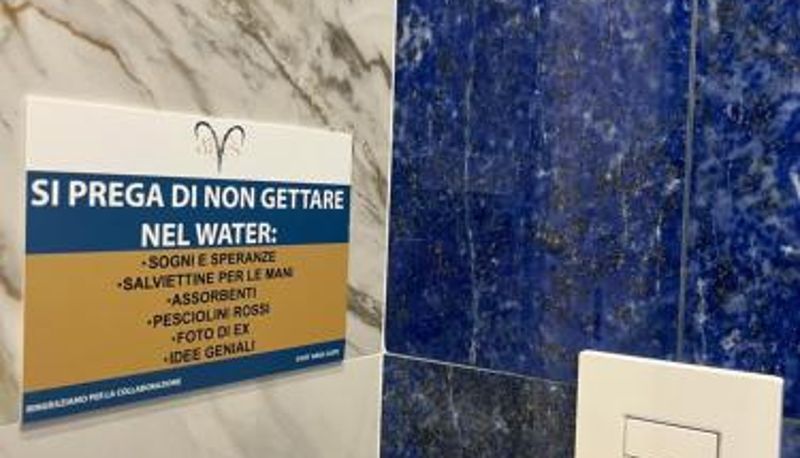 SI PREGA DI NON GETTARE
NEL WATER:
•SOGNI E SPERANZE
•SALVIETTINE PER LE MANI
•ASSORBENTI
•PESCIOLINI ROSSI
•FOTO DI EX
•IDEE GENIALI
RINGRAZIAMO PER LA COLLABORAZIONE